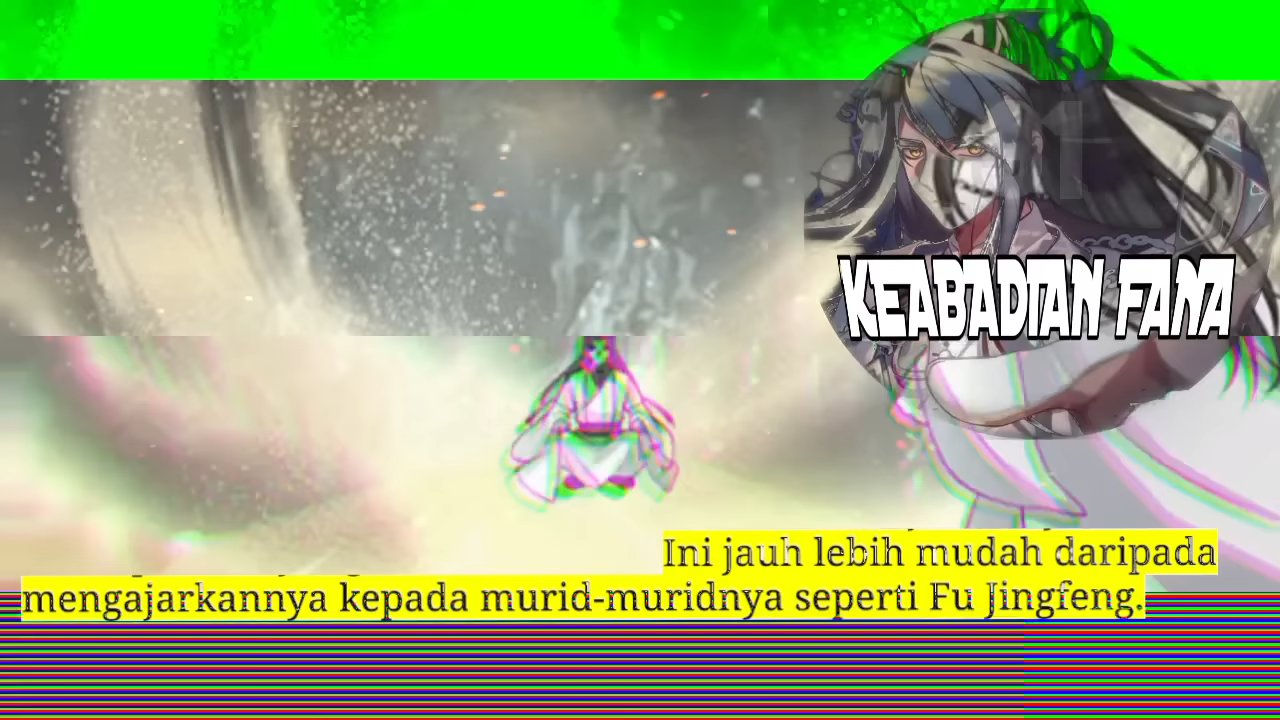 KEABADIAN FANA
Ini jauh lebih mudah daripada
mengajarkannya kepada murid-muridnya seperti Fu Jingfeng.